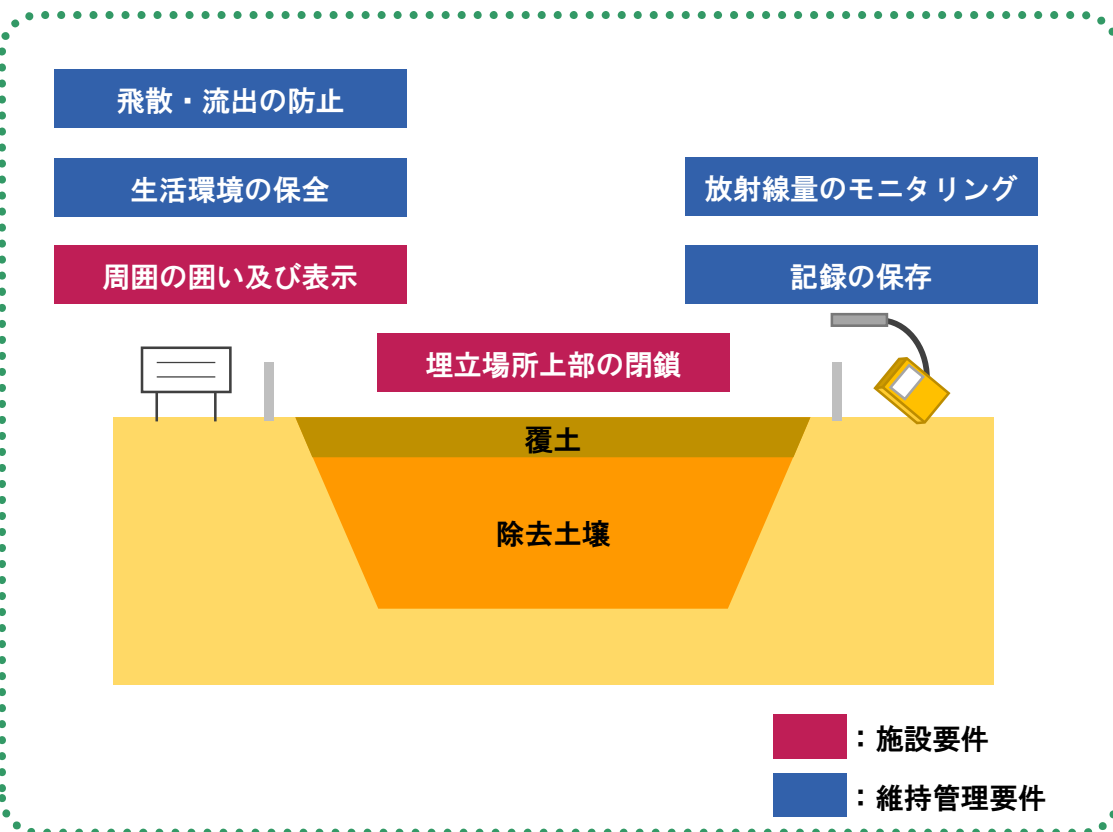 飛散・流出の防止
生活環境の保全
周囲の囲い及び表示
放射線量のモニタリング
記録の保存
埋立場所上部の閉鎖
覆土
除去土壌
：施設要件
：維持管理要件